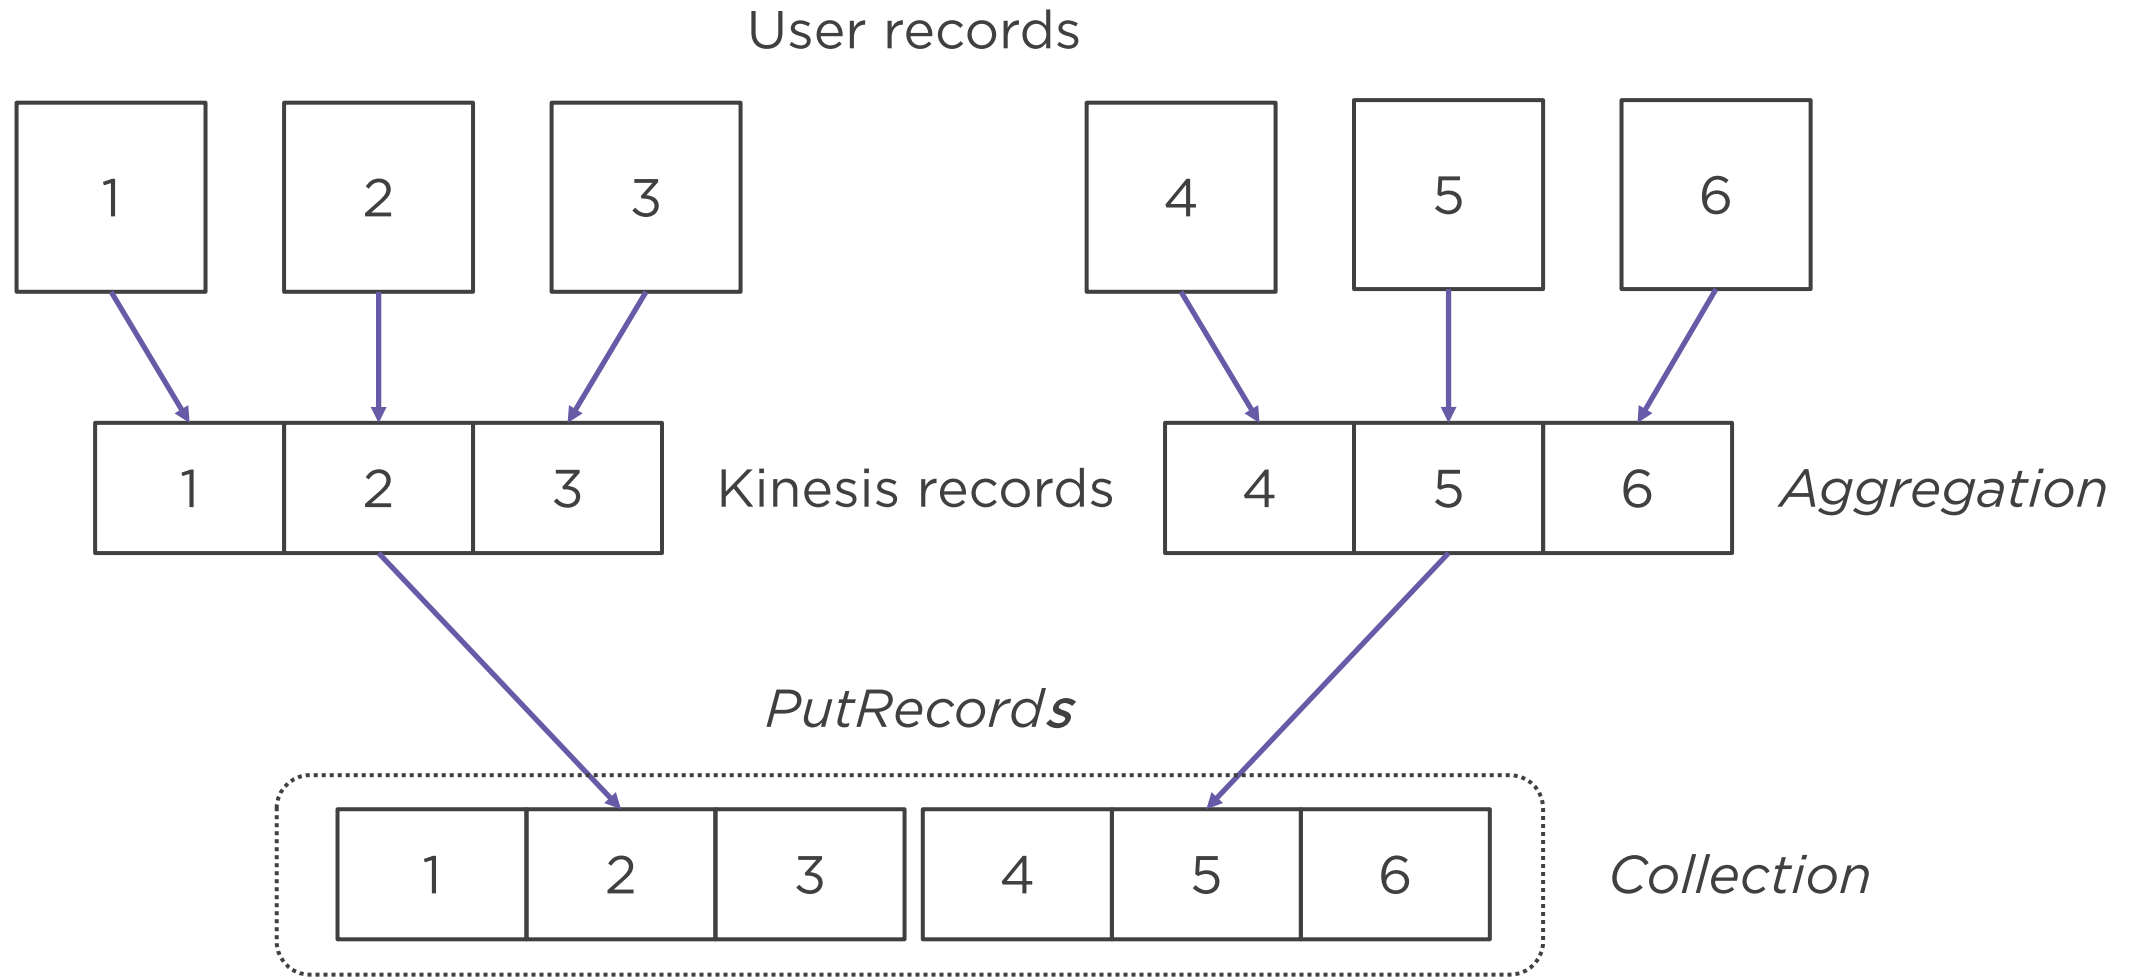 User records
1 2 3 4 5 6
1 2 3 Kinesis records 4 5 6 Aggregation
PutRecords
1 2 3 4 5 6 Collection